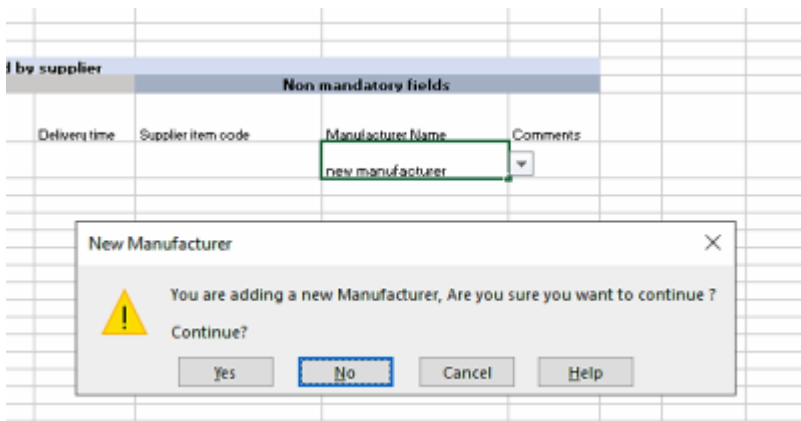 d by supplier
Non mandatory fields
Delivery time Supplier item code Manufacturer Name Comments
new manufacturer
New Manufacturer
You are adding a new Manufacturer, Are you sure you want to continue ?
Continue?
Yes No Cancel Help